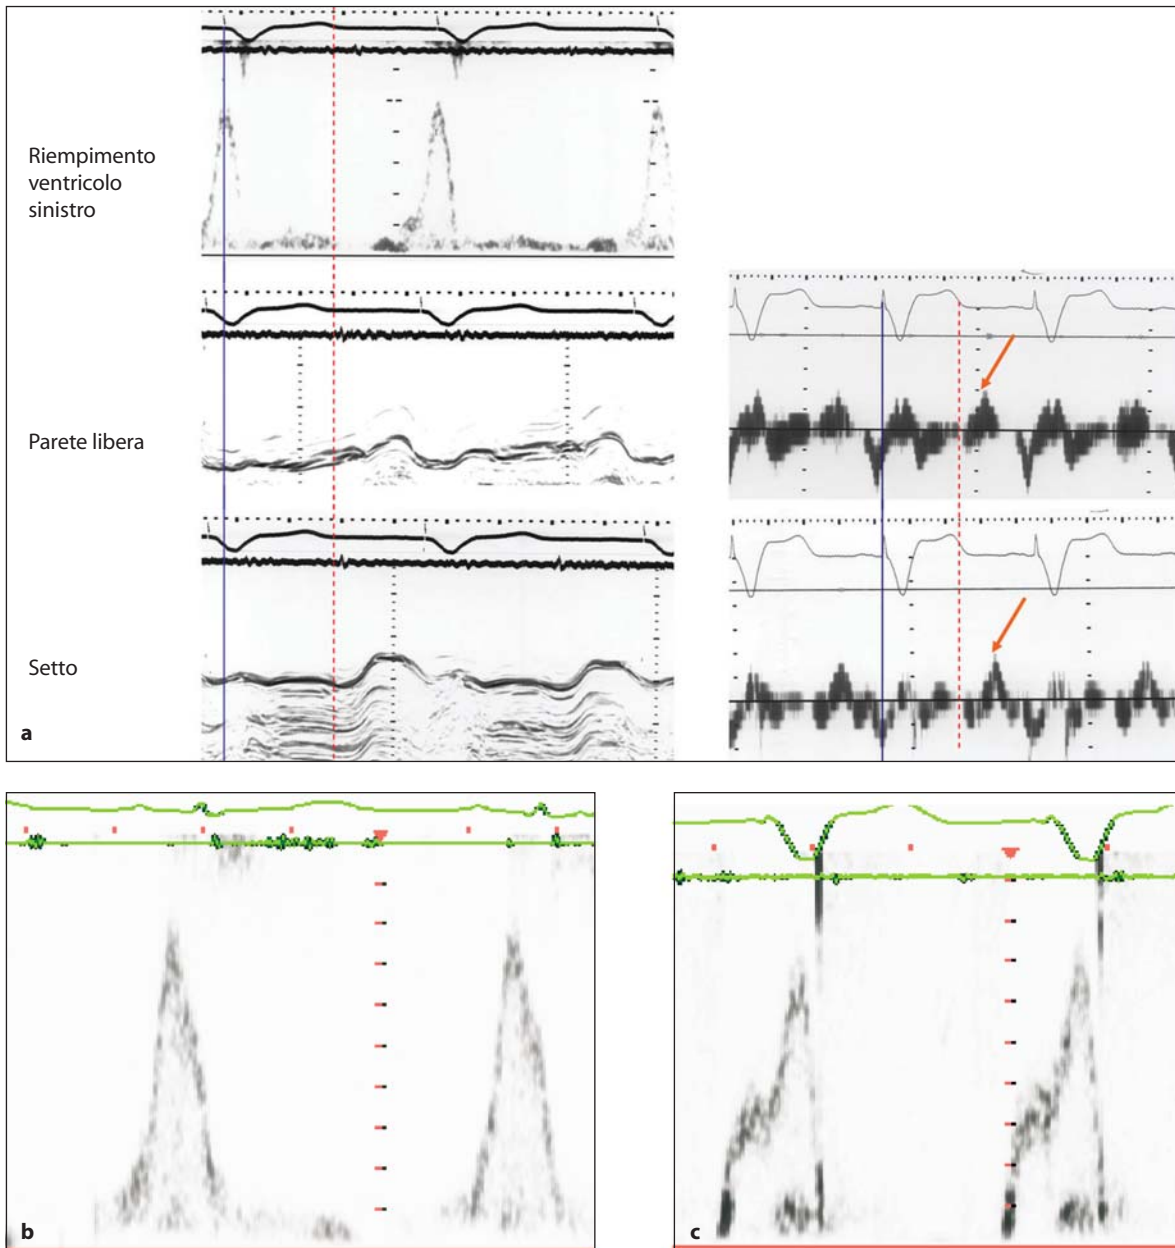 Riempimento
ventricolo
sinistro
Parete libera
Setto
a
b
c